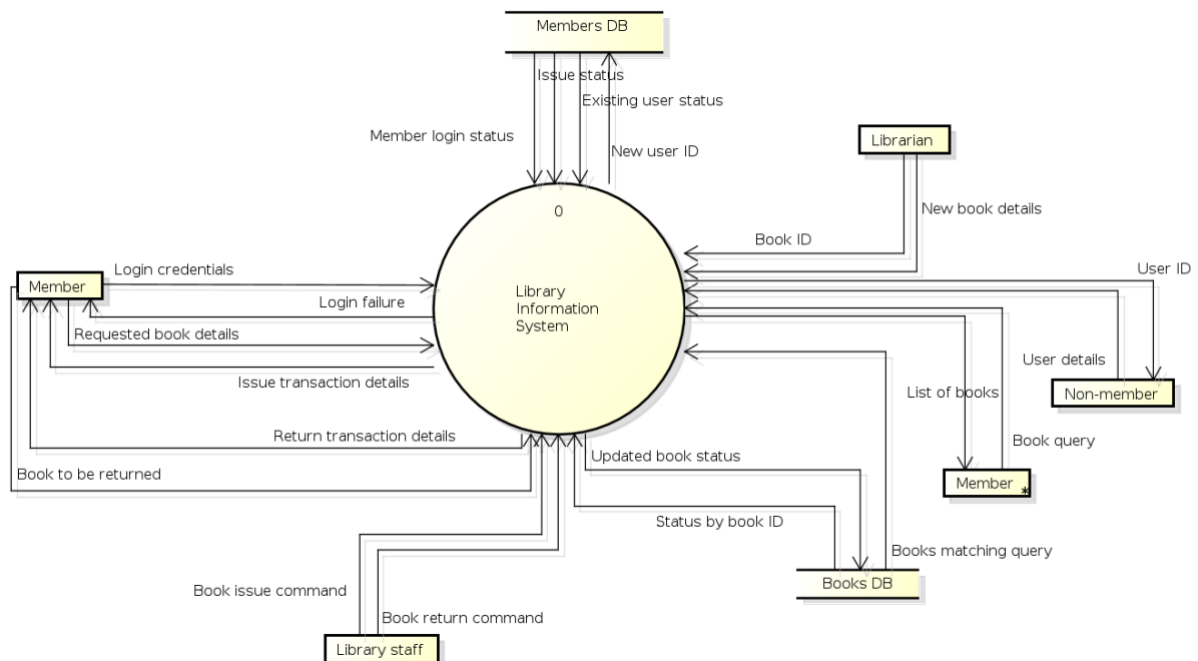 Members DB
Issue status
Existing user status
Member login status
New user ID
Librarian
0
New book details
Book ID
User ID
Login credentials
Member
Login failure
Library
Information
System
Requested book details
User details
Issue transaction details
List of books
Non-member
Return transaction details
Book query
Updated book status
Book to be returned
Member
*
Status by book ID
Books matching query
Books DB
Book issue command
Book return command
Library staff